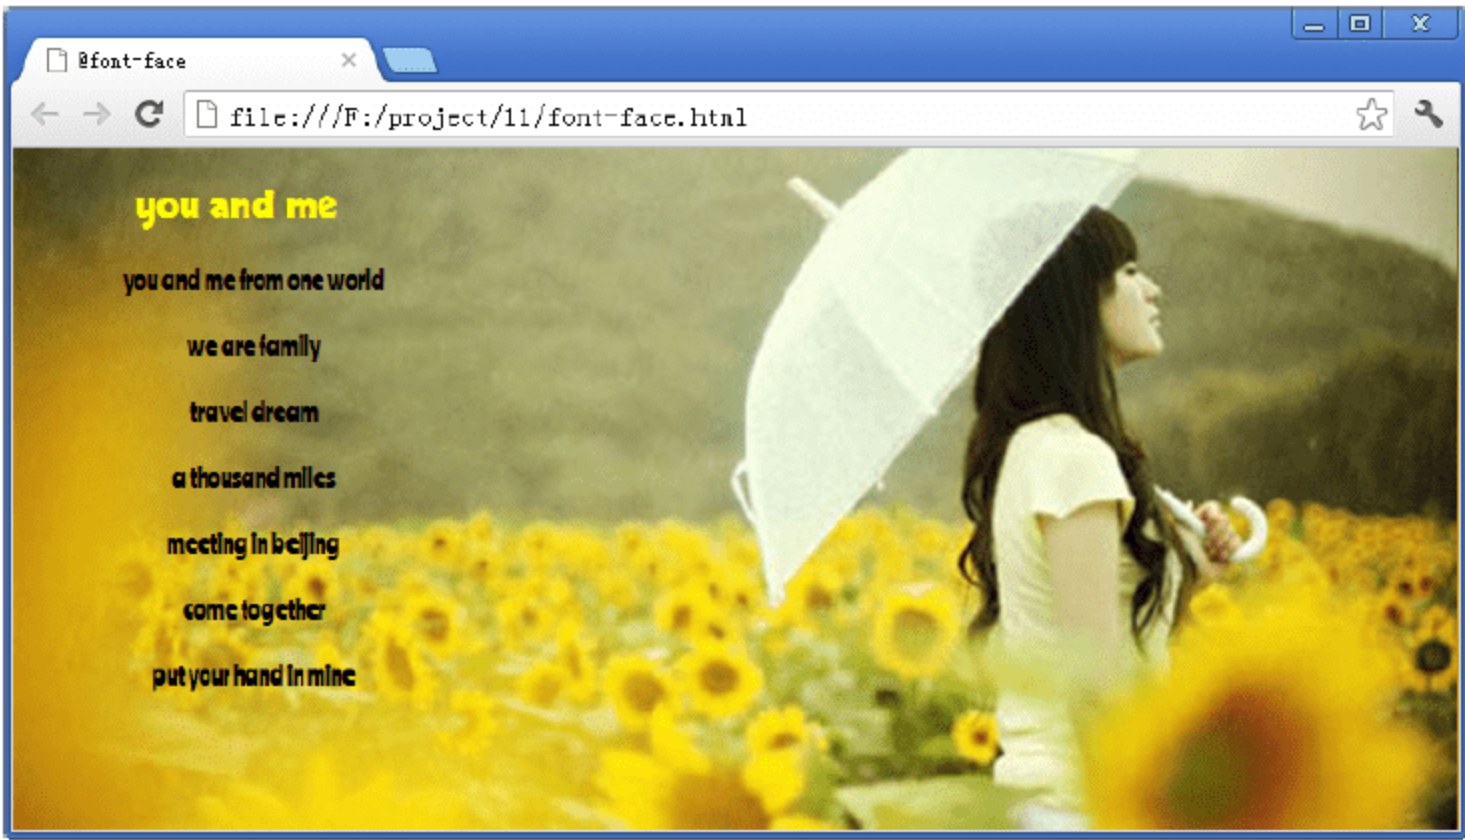 @font-face
file:///F:/project/11/font-face.html
you and me
you and me from one world
we are family
travel dream
a thousand miles
meeting in beijing
come together
put your hand in mine